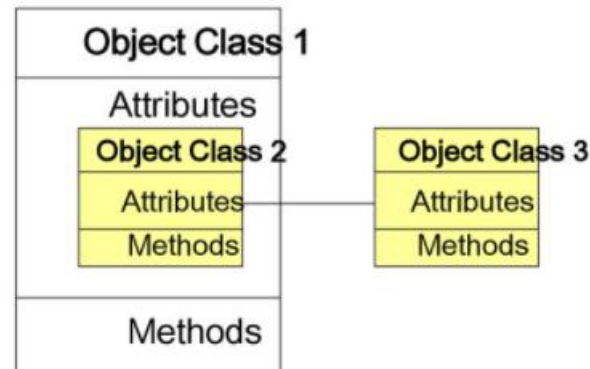 Object Class 1
Attributes
Object Class 2
Attributes
Methods
Object Class 3
Attributes
Methods
Methods